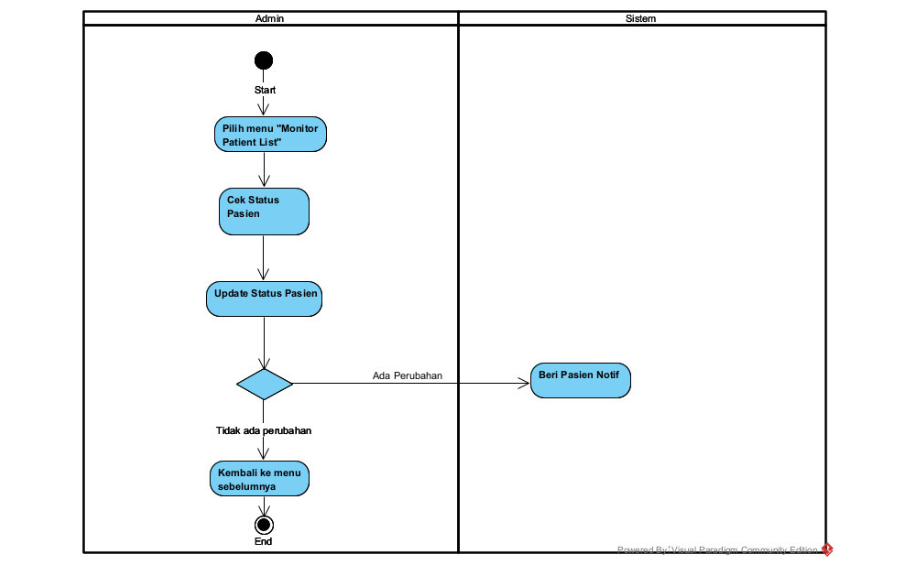 Admin
Sistem
Start
Pilih menu "Monitor
Patient List"
Cek Status
Pasien
Update Status Pasien
Ada Perubahan
Beri Pasien Notif
Tidak ada perubahan
Kembali ke menu
sebelumnya
End
Powered By Visual Paradigm Community Edition